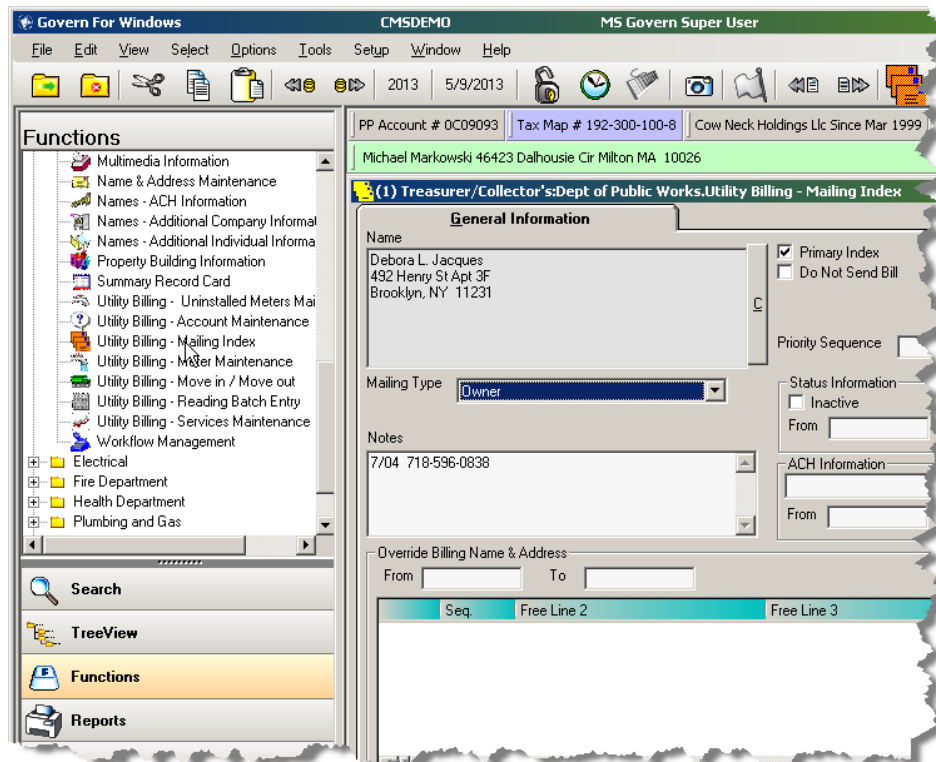 Govern For Windows CMSDEMO MS Govern Super User
File Edit View Select Options Tools Setup Window Help
2013 5/9/2013
Functions
Multimedia Information
Name & Address Maintenance
Names - ACH Information
Names - Additional Company Informat
Names - Additional Individual Informa
Property Building Information
Summary Record Card
Utility Billing - Uninstalled Meters Mai
Utility Billing - Account Maintenance
Utility Billing - Mailing Index
Utility Billing - Meter Maintenance
Utility Billing - Move in / Move out
Utility Billing - Reading Batch Entry
Utility Billing - Services Maintenance
Workflow Management
Electrical
Fire Department
Health Department
Plumbing and Gas
Search
TreeView
Functions
Reports
PP Account # 0C09093 Tax Map # 192-300-100-8 Cow Neck Holdings Llc Since Mar 1999
Michael Markowski 46423 Dalhousie Cir Milton MA 10026
(1) Treasurer/Collector's:Dept of Public Works.Utility Billing - Mailing Index
General Information
Name
Debora L. Jacques
492 Henry St Apt 3F
Brooklyn, NY 11231
C
Primary Index
Do Not Send Bill
Priority Sequence
Mailing Type Owner
Status Information
Inactive
From
Notes
7/04 718-596-0838
ACH Information
From
Override Billing Name & Address
From To
Seq. Free Line 2 Free Line 3